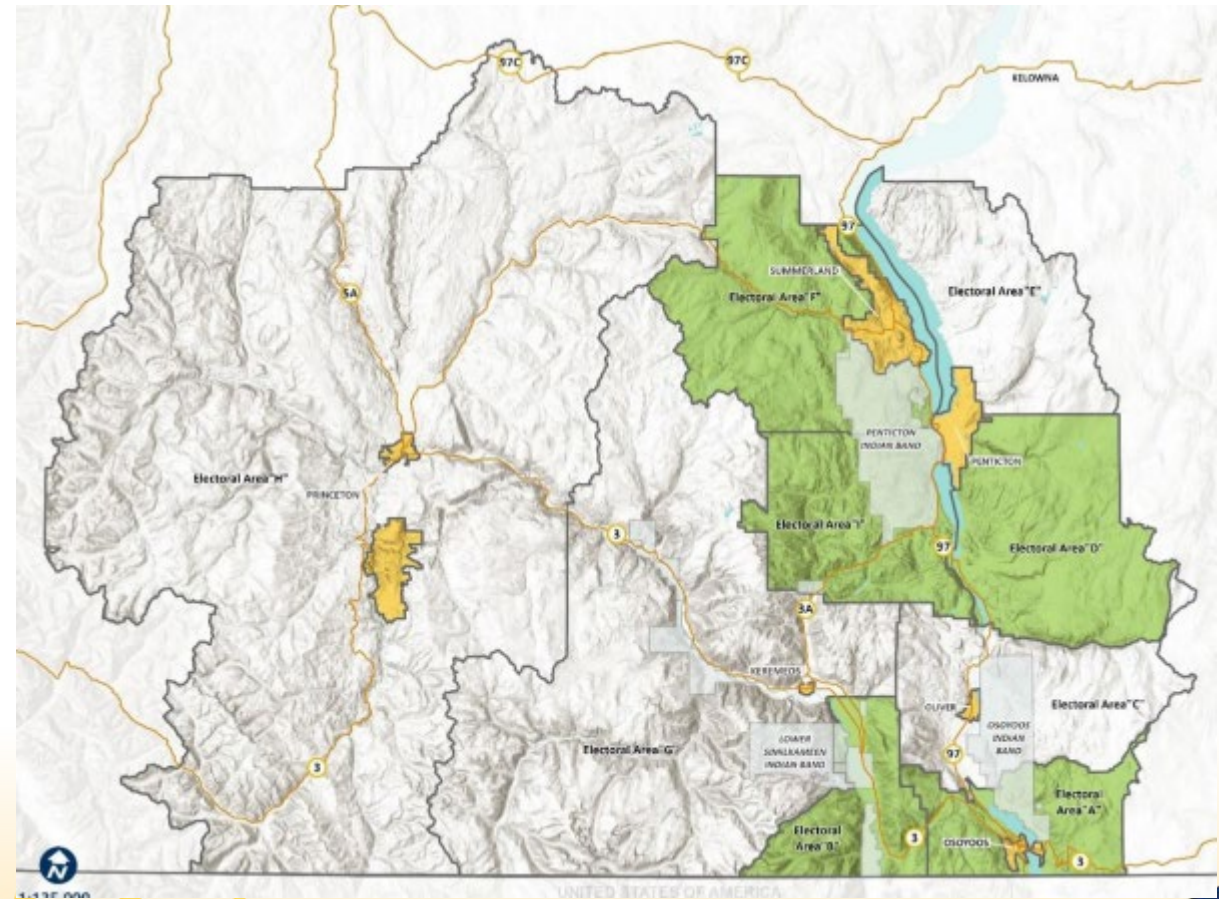 97C
97C
KELOWNA
97
SUMMERLAND
Electoral Area "F"
Electoral Area "E"
5A
PENTICTON
INDIAN BAND
PENTICTON
Electoral Area "H"
PRINCETON
3
Electoral Area "I"
97
Electoral Area "D"
3A
KEREMEOS
OLIVER
Electoral Area "C"
OSOYOOS
INDIAN
BAND
LOWER
SIMILKAMEEN
INDIAN BAND
Electoral Area "G"
97
3
Electoral
Area "A"
Electoral
Area "B"
3
OSOYOOS
3
N
UNITED STATES OF AMERICA